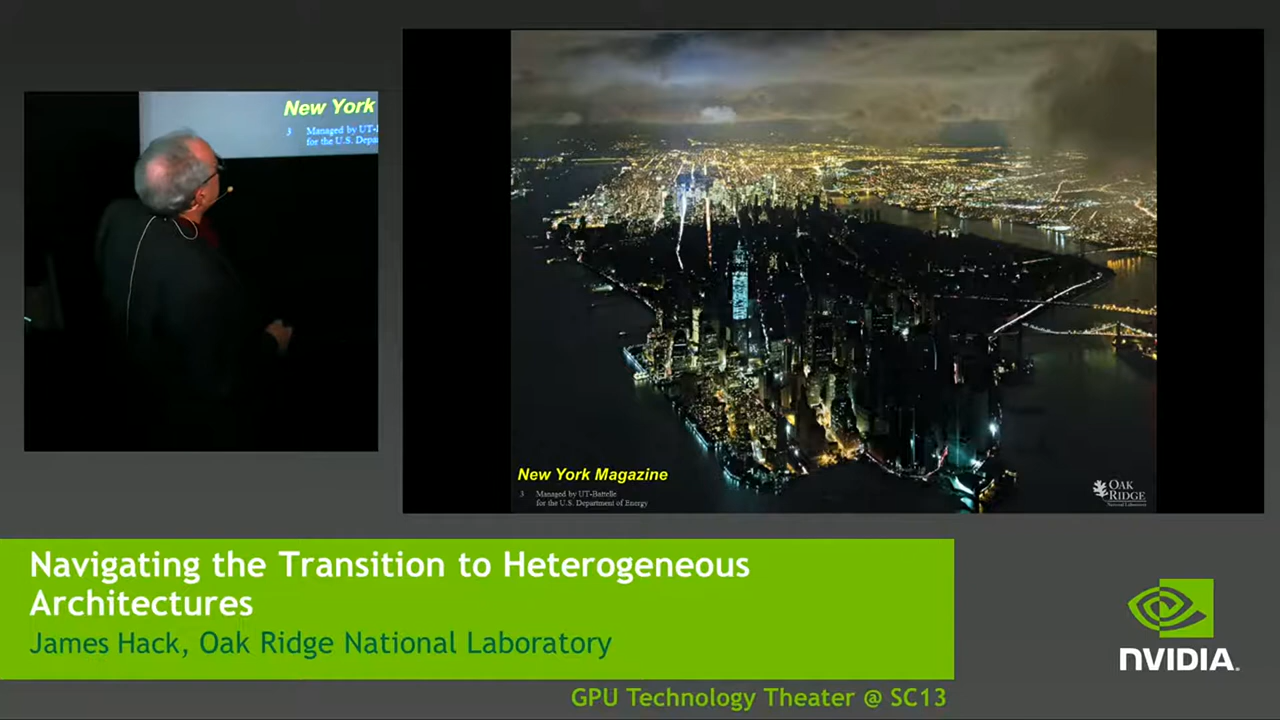 New York
3 Managed by UT-
for the U.S. Depa
New York Magazine
3 Managed by UT-Battelle
for the U.S. Department of Energy
OAK
RIDGE
National Laboratory
Navigating the Transition to Heterogeneous
Architectures
James Hack, Oak Ridge National Laboratory
NVIDIA.
GPU Technology Theater @ SC13